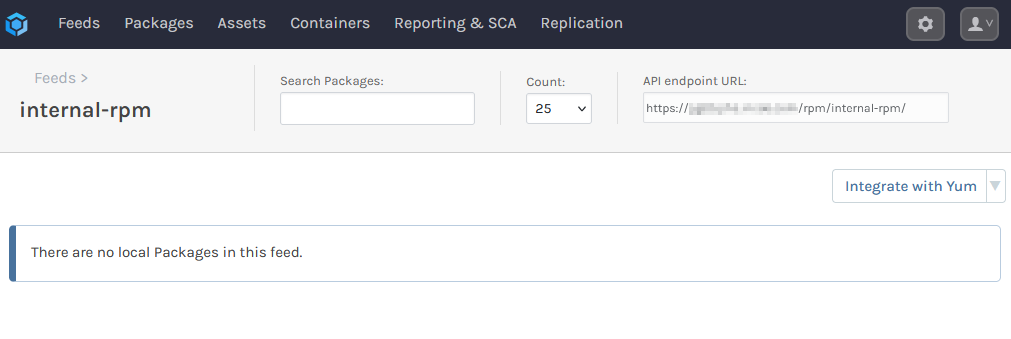 Feeds Packages Assets Containers Reporting & SCA Replication
Feeds >
internal-rpm
Search Packages:
Count:
25
API endpoint URL:
https:// /rpm/internal-rpm/
Integrate with Yum
There are no local Packages in this feed.